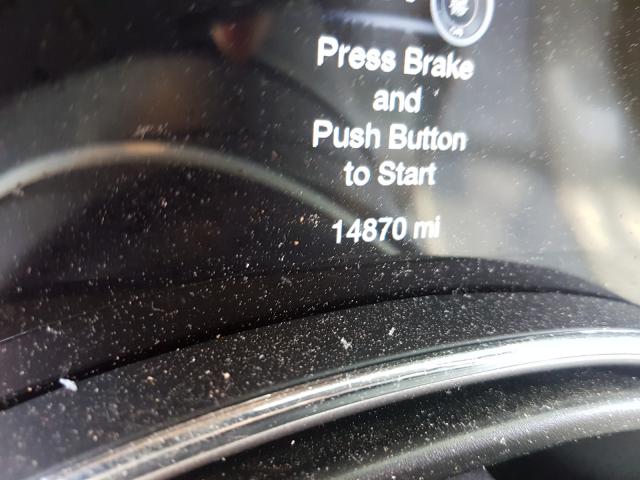 Press Brake
and
Push Button
to Start
14870 mi